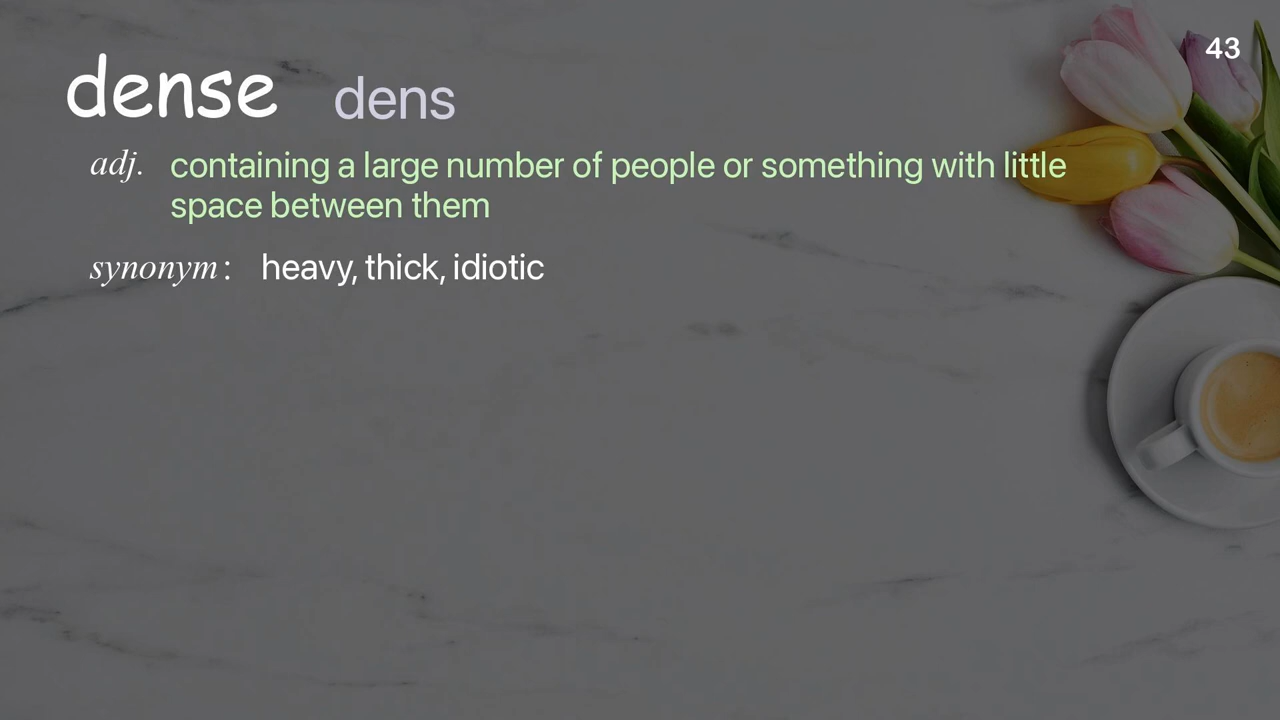 43
dense dens
adj. containing a large number of people or something with little
space between them
synonym: heavy, thick, idiotic